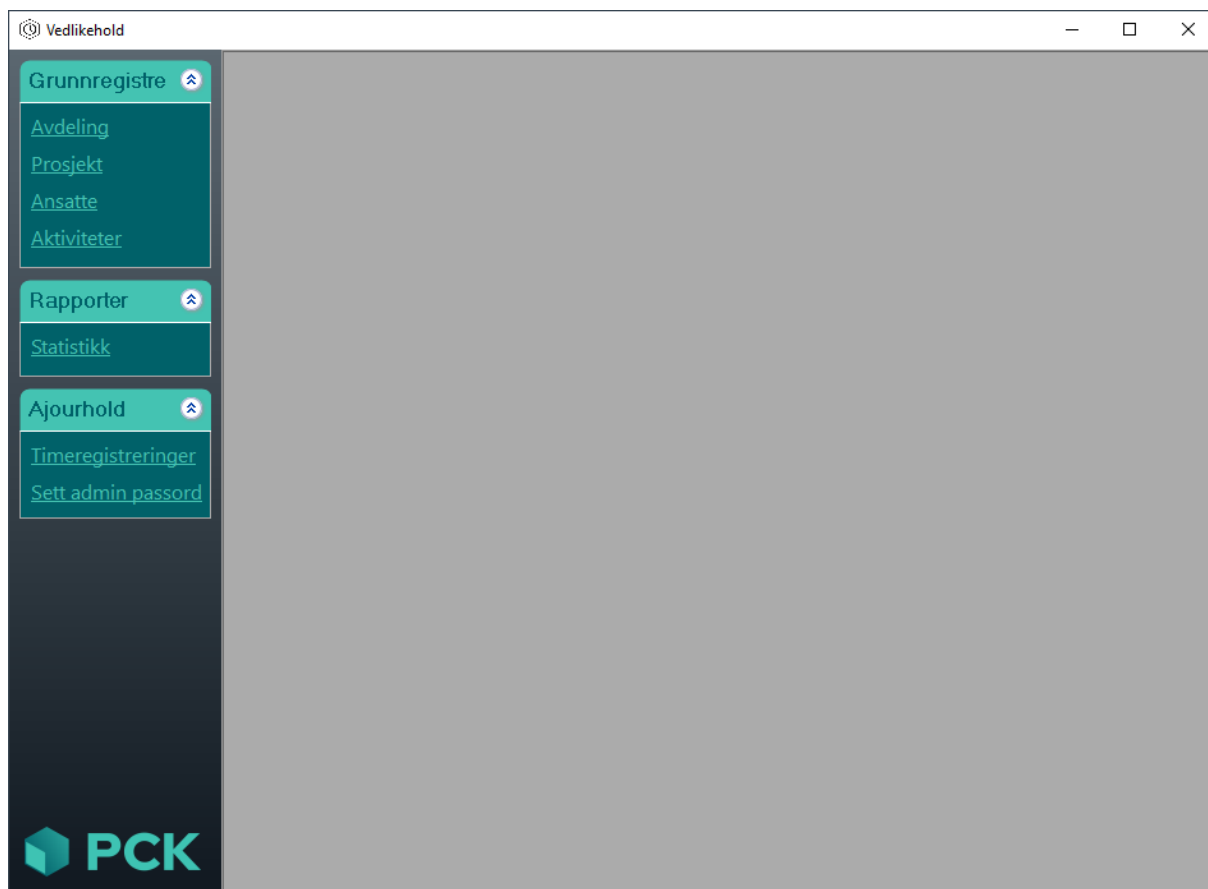 Vedlikehold
Grunnregistre
Avdeling
Prosjekt
Ansatte
Aktiviteter
Rapporter
Statistikk
Ajourhold
Timeregistreringer
Sett admin passord
PCK